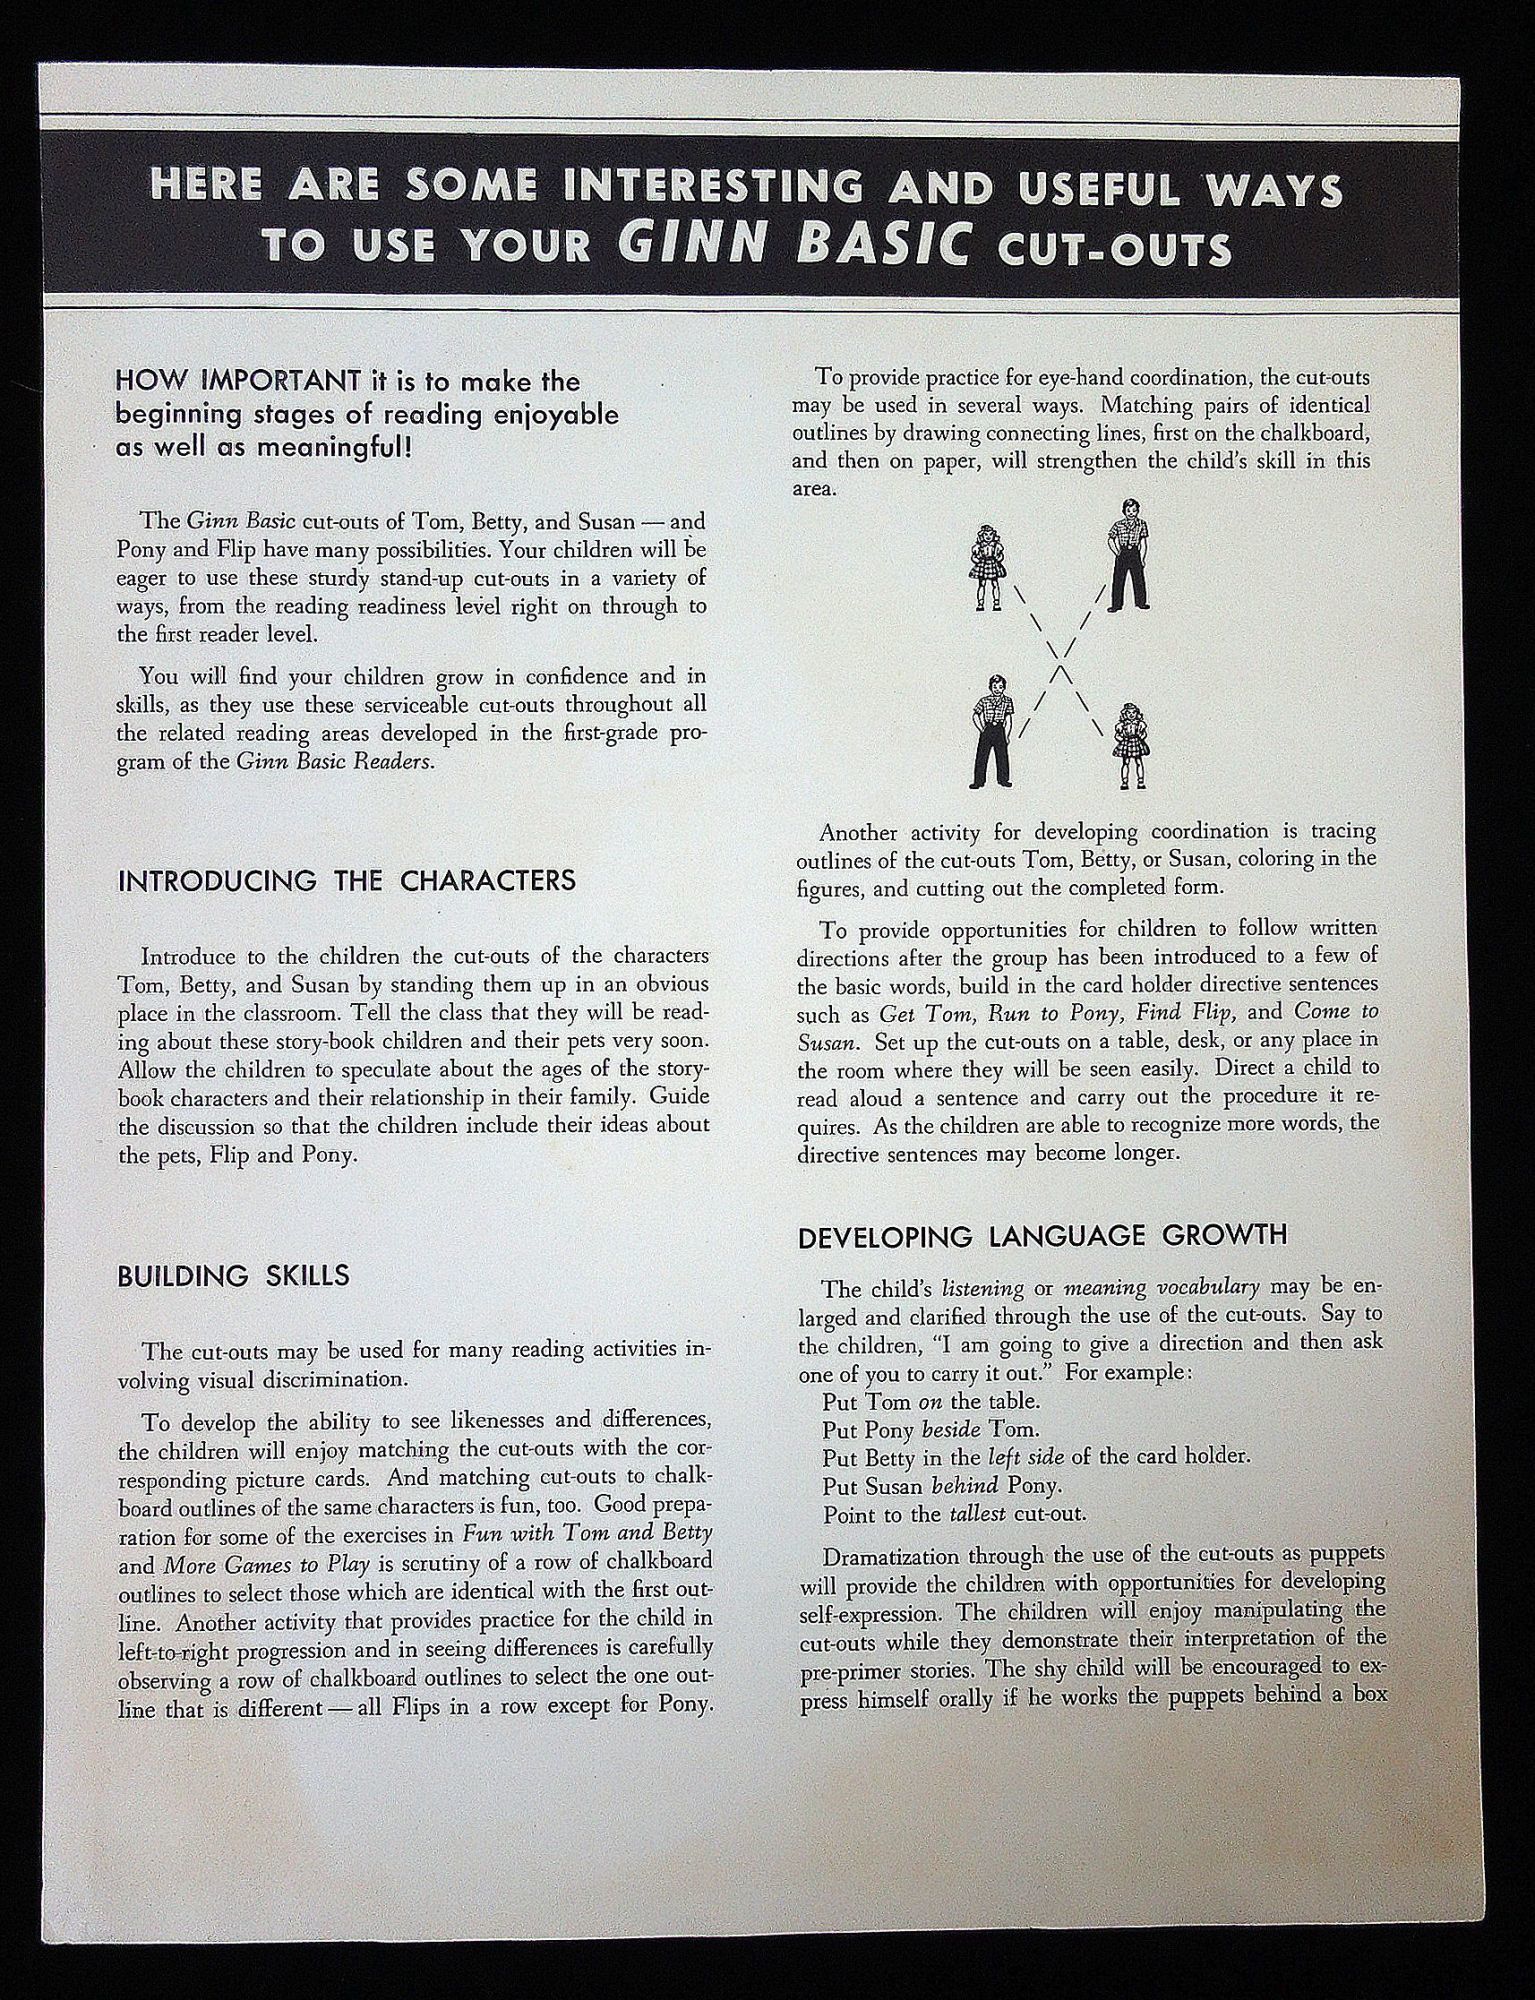 HERE ARE SOME INTERESTING AND USEFUL WAYS
TO USE YOUR GINN BASIC CUT-OUTS
HOW IMPORTANT it is to make the
beginning stages of reading enjoyable
as well as meaningful!
The Ginn Basic cut-outs of Tom, Betty, and Susan — and
Pony and Flip have many possibilities. Your children will be
eager to use these sturdy stand-up cut-outs in a variety of
ways, from the reading readiness level right on through to
the first reader level.
You will find your children grow in confidence and in
skills, as they use these serviceable cut-outs throughout all
the related reading areas developed in the first-grade pro-
gram of the Ginn Basic Readers.
INTRODUCING THE CHARACTERS
Introduce to the children the cut-outs of the characters
Tom, Betty, and Susan by standing them up in an obvious
place in the classroom. Tell the class that they will be read-
ing about these story-book children and their pets very soon.
Allow the children to speculate about the ages of the story-
book characters and their relationship in their family. Guide
the discussion so that the children include their ideas about
the pets, Flip and Pony.
BUILDING SKILLS
The cut-outs may be used for many reading activities in-
volving visual discrimination.
To develop the ability to see likenesses and differences,
the children will enjoy matching the cut-outs with the cor-
responding picture cards. And matching cut-outs to chalk-
board outlines of the same characters is fun, too. Good prepa-
ration for some of the exercises in Fun with Tom and Betty
and More Games to Play is scrutiny of a row of chalkboard
outlines to select those which are identical with the first out-
line. Another activity that provides practice for the child in
left-to-right progression and in seeing differences is carefully
observing a row of chalkboard outlines to select the one out-
line that is different — all Flips in a row except for Pony.
To provide practice for eye-hand coordination, the cut-outs
may be used in several ways. Matching pairs of identical
outlines by drawing connecting lines, first on the chalkboard,
and then on paper, will strengthen the child's skill in this
area.
Another activity for developing coordination is tracing
outlines of the cut-outs Tom, Betty, or Susan, coloring in the
figures, and cutting out the completed form.
To provide opportunities for children to follow written
directions after the group has been introduced to a few of
the basic words, build in the card holder directive sentences
such as Get Tom, Run to Pony, Find Flip, and Come to
Susan. Set up the cut-outs on a table, desk, or any place in
the room where they will be seen easily. Direct a child to
read aloud a sentence and carry out the procedure it re-
quires. As the children are able to recognize more words, the
directive sentences may become longer.
DEVELOPING LANGUAGE GROWTH
The child's listening or meaning vocabulary may be en-
larged and clarified through the use of the cut-outs. Say to
the children, "I am going to give a direction and then ask
one of you to carry it out." For example:
Put Tom on the table.
Put Pony beside Tom.
Put Betty in the left side of the card holder.
Put Susan behind Pony.
Point to the tallest cut-out.
Dramatization through the use of the cut-outs as puppets
will provide the children with opportunities for developing
self-expression. The children will enjoy manipulating the
cut-outs while they demonstrate their interpretation of the
pre-primer stories. The shy child will be encouraged to ex-
press himself orally if he works the puppets behind a box